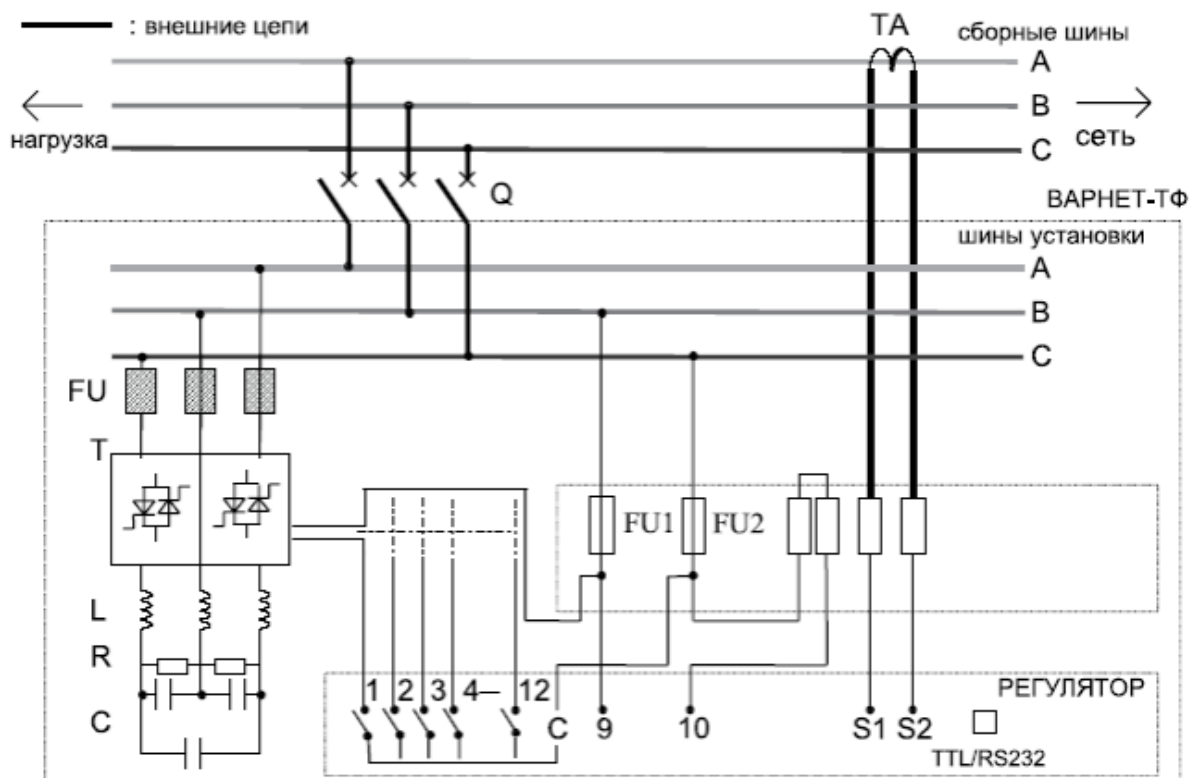 : внешние цепи
TA
сборные шины
A
B
нагрузка
сеть
C
Q
ВАРНЕТ-ТФ
шины установки
A
B
C
FU
T
FU1
FU2
L
R
C
1
2
3
4–
12
C
9
10
S1
S2
РЕГУЛЯТОР
TTL/RS232